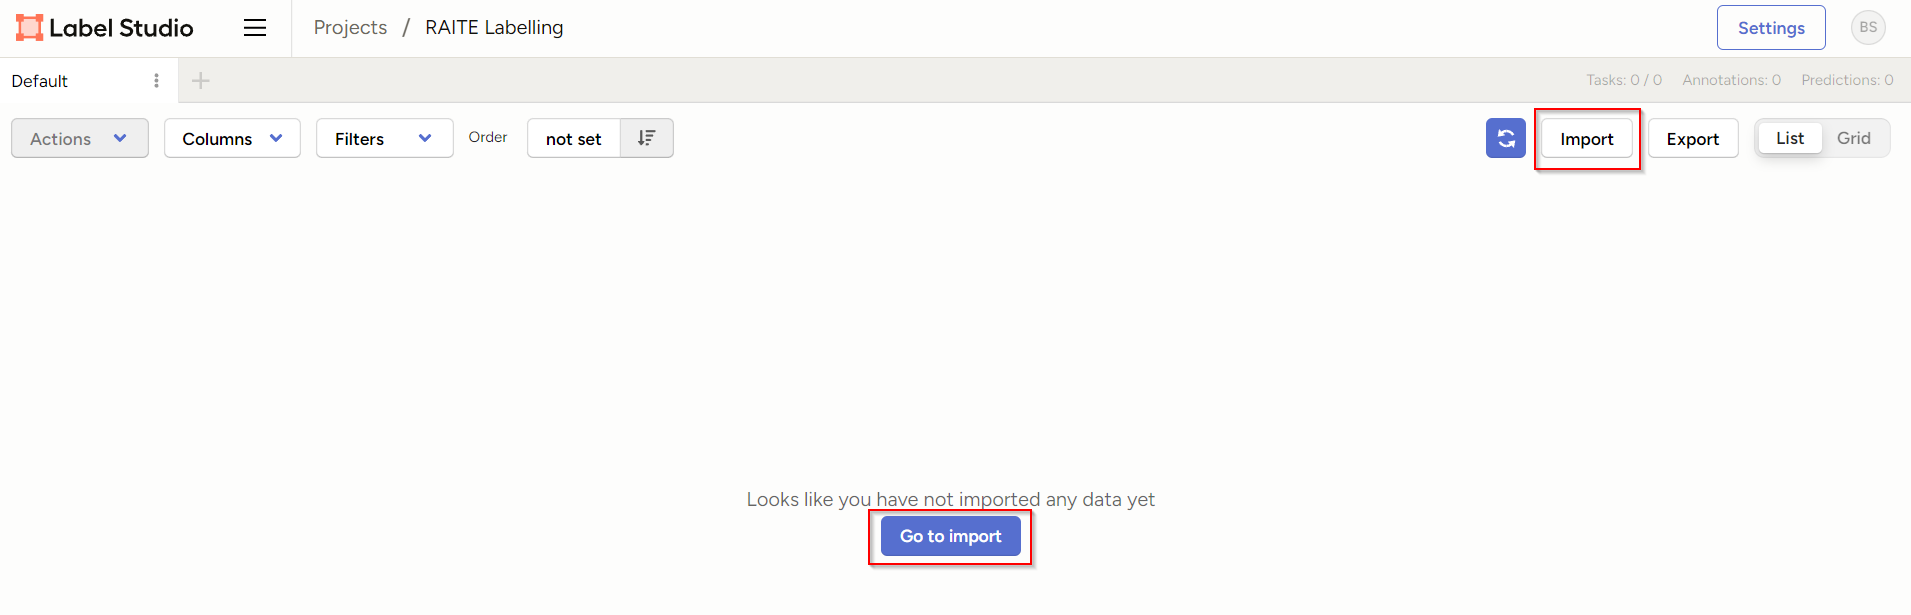 Label Studio Projects / RAITE Labelling Settings BS
Default Tasks: 0 / 0 Annotations: 0 Predictions: 0
Actions Columns Filters Order not set Import Export List Grid
Looks like you have not imported any data yet
Go to import